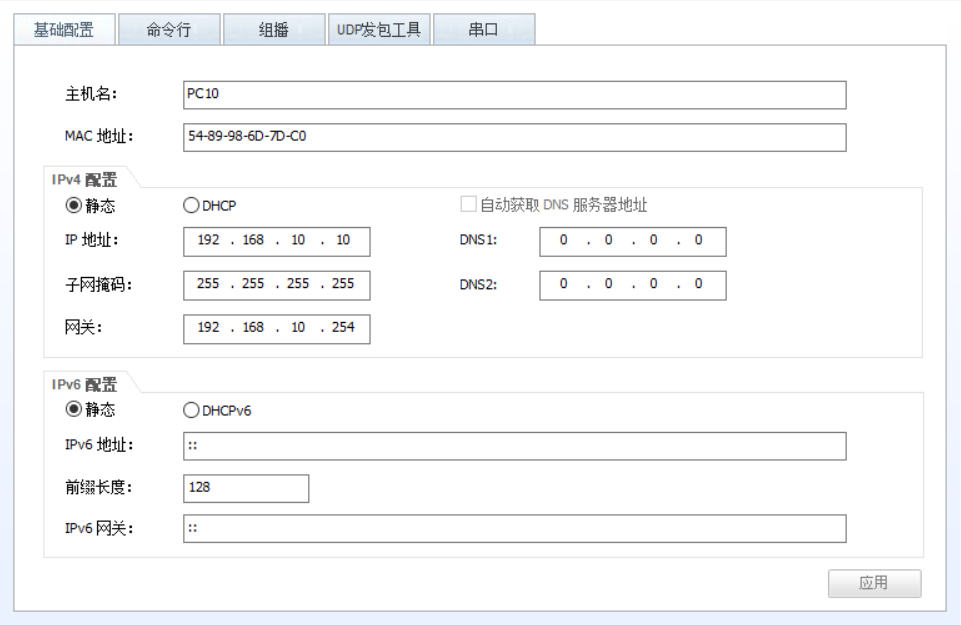 基础配置 命令行 组播 UDP发包工具 串口
主机名: PC10
MAC 地址: 54-89-98-6D-7D-C0
IPv4 配置
静态 DHCP 自动获取 DNS 服务器地址
IP 地址: 192 . 168 . 10 . 10 DNS1: 0 . 0 . 0 . 0
子网掩码: 255 . 255 . 255 . 255 DNS2: 0 . 0 . 0 . 0
网关: 192 . 168 . 10 . 254
IPv6 配置
静态 DHCPv6
IPv6 地址: ::
前缀长度: 128
IPv6 网关: ::
应用